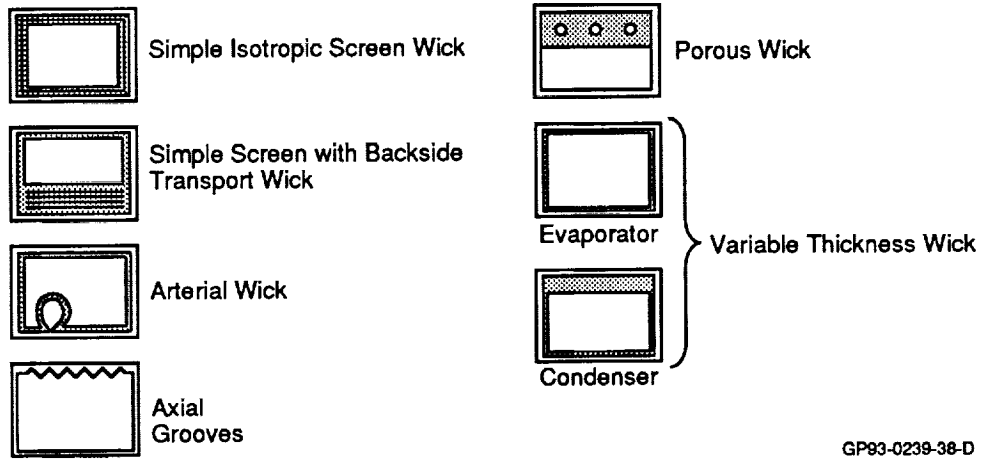 Simple Isotropic Screen Wick
Simple Screen with Backside
Transport Wick
Arterial Wick
Axial
Grooves
Porous Wick
Evaporator
Variable Thickness Wick
Condenser
GP93-0239-38-D